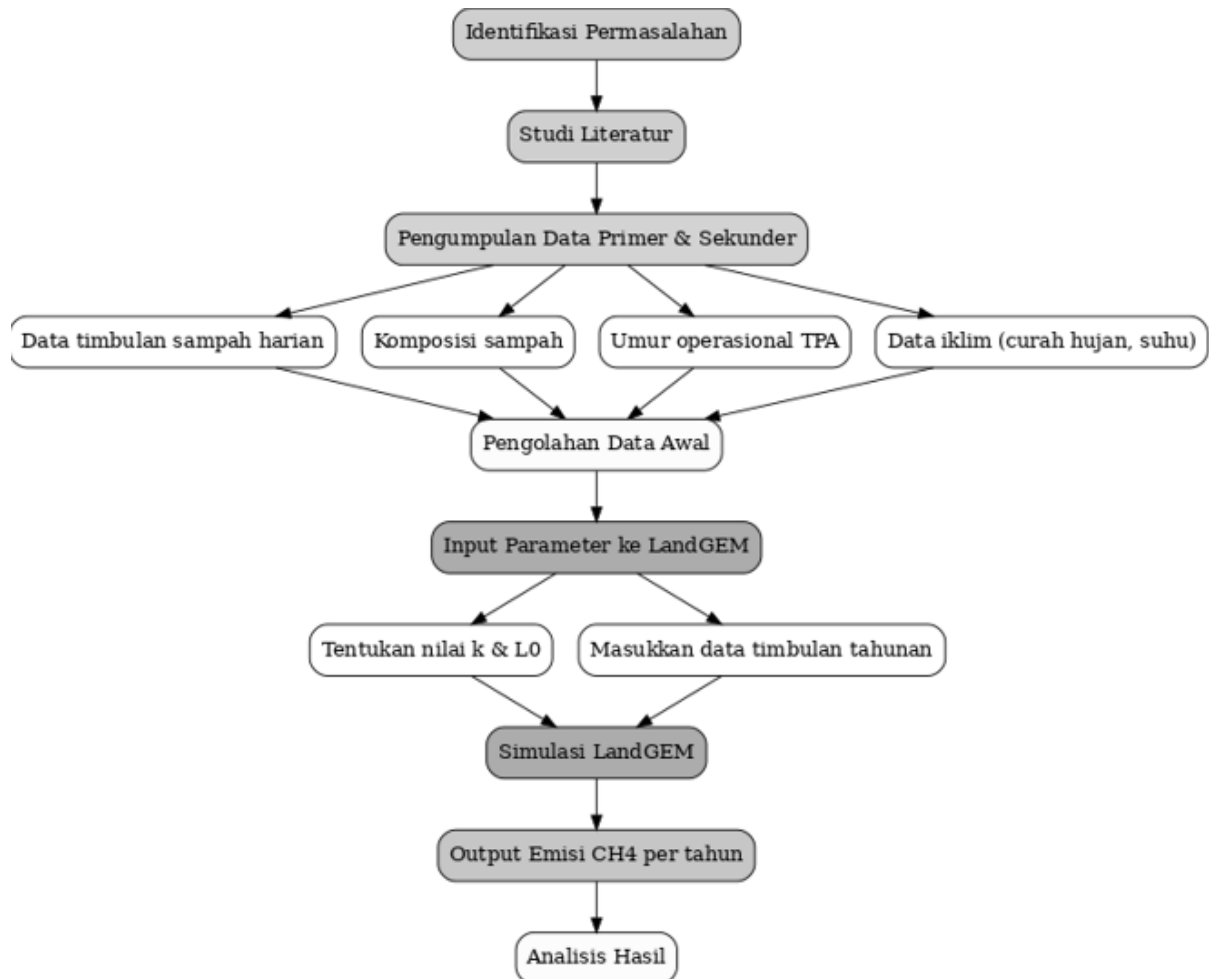 Identifikasi Permasalahan
Studi Literatur
Pengumpulan Data Primer & Sekunder
Data timbulan sampah harian
Komposisi sampah
Umur operasional TPA
Data iklim (curah hujan, suhu)
Pengolahan Data Awal
Input Parameter ke LandGEM
Tentukan nilai k & L0
Masukkan data timbulan tahunan
Simulasi LandGEM
Output Emisi CH4 per tahun
Analisis Hasil